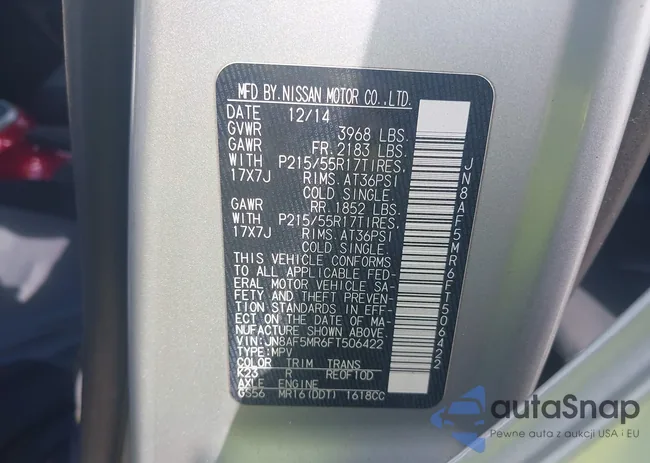 MFD BY.NISSAN MOTOR CO.,LTD.
DATE 12/14
GVWR 3968 LBS.
GAWR FR. 2183 LBS.
WITH P215/55R17TIRES,
17X7J RIMS. AT36PSI
COLD SINGLE.
GAWR RR. 1852 LBS.
WITH P215/55R17TIRES,
17X7J RIMS. AT36PSI
COLD SINGLE.
THIS VEHICLE CONFORMS
TO ALL APPLICABLE FED-
ERAL MOTOR VEHICLE SA-
FETY AND THEFT PREVEN-
TION STANDARDS IN EFF-
ECT ON THE DATE OF MA-
NUFACTURE SHOWN ABOVE.
VIN:JN8AF5MR6FT506422
TYPE:MPV
COLOR TRIM TRANS
K23 R RE0F10D
AXLE ENGINE
GS56 MR16(DDT) 1618CC
JN8AF5MR6FT506422
autaSnap
Pewne auta z aukcji USA i EU